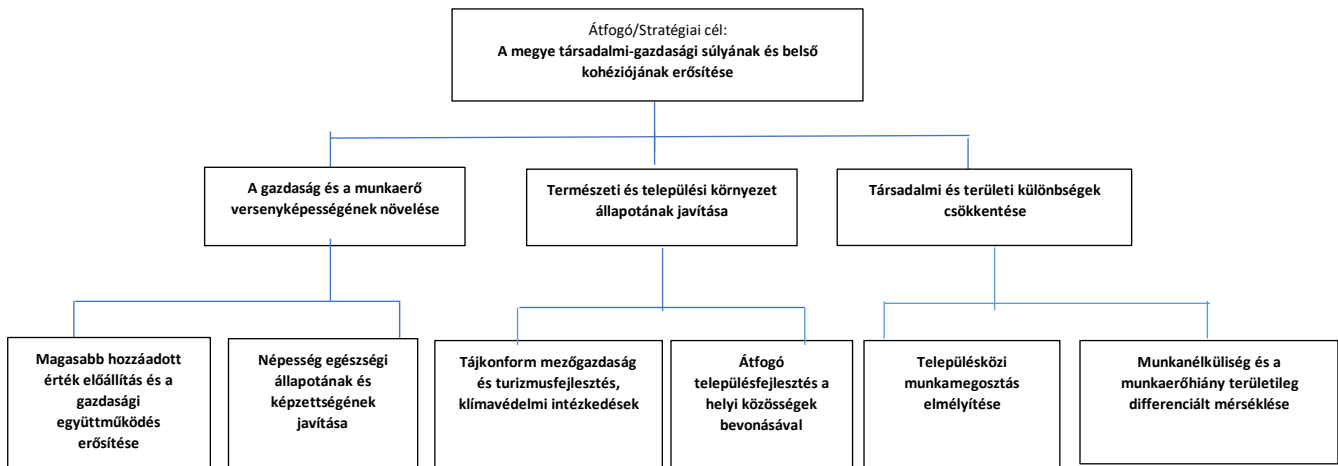 Átfogó/Stratégiai cél:
A megye társadalmi-gazdasági súlyának és belső
kohéziójának erősítése
A gazdaság és a munkaerő
versenyképességének növelése
Természeti és települési környezet
állapotának javítása
Társadalmi és területi különbségek
csökkentése
Magasabb hozzáadott
érték előállítás és a
gazdasági
együttműködés
erősítése
Népesség egészségi
állapotának és
képzettségének
javítása
Tájkonform mezőgazdaság
és turizmusfejlesztés,
klímavédelmi intézkedések
Átfogó
településfejlesztés a
helyi közösségek
bevonásával
Településközi
munkamegosztás
elmélyítése
Munkanélküliség és a
munkaerőhiány területileg
differenciált mérséklése